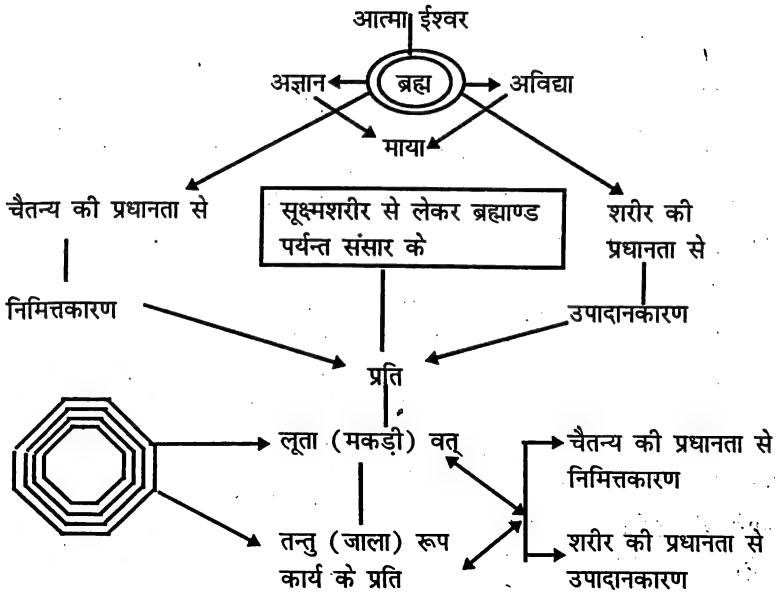 आत्मा ईश्वर
अज्ञान
ब्रह्म
अविद्या
माया
चैतन्य की प्रधानता से
सूक्ष्मशरीर से लेकर ब्रह्माण्ड
पर्यन्त संसार के
शरीर की
प्रधानता से
निमित्तकारण
उपादानकारण
प्रति
लूता (मकड़ी) वत्
चैतन्य की प्रधानता से
निमित्तकारण
तन्तु (जाला) रूप
कार्य के प्रति
शरीर की प्रधानता से
उपादानकारण